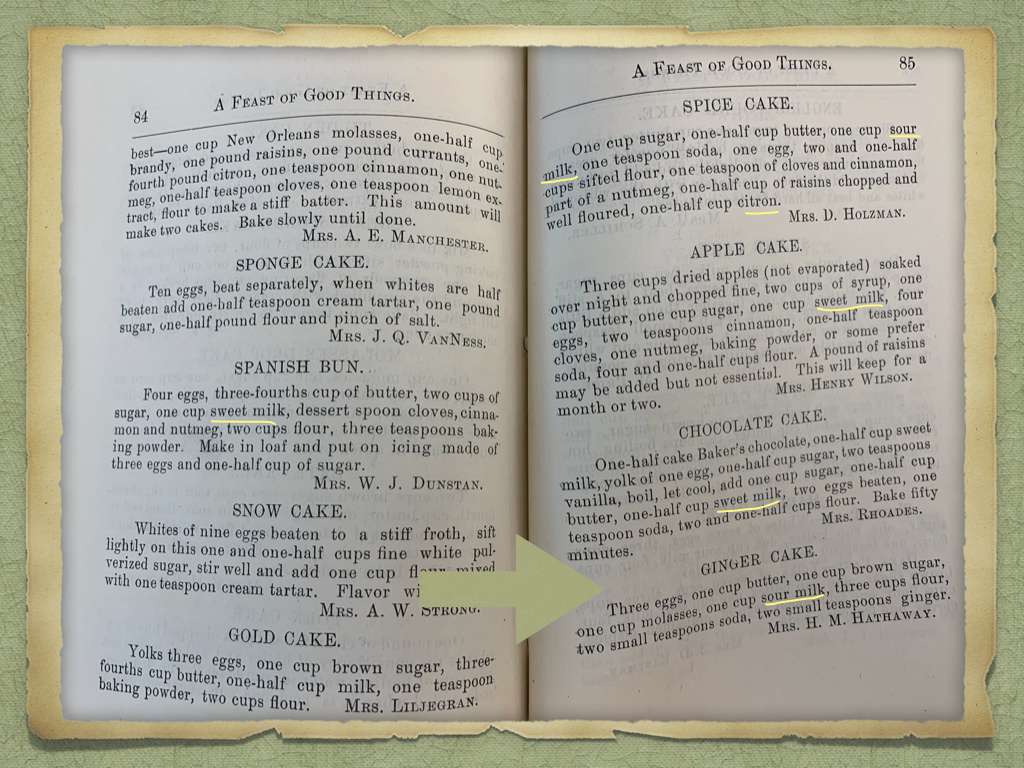 84
A FEAST OF GOOD THINGS.
best—one cup New Orleans molasses, one-half cup
brandy, one pound raisins, one pound currants, one-
fourth pound citron, one teaspoon cinnamon, one nut-
meg, one-half teaspoon cloves, one teaspoon lemon ex-
tract, flour to make a stiff batter. This amount will
make two cakes. Bake slowly until done.
MRS. A. E. MANCHESTER.
SPONGE CAKE.
Ten eggs, beat separately, when whites are half
beaten add one-half teaspoon cream tartar, one pound
sugar, one-half pound flour and pinch of salt.
MRS. J. Q. VANNESS.
SPANISH BUN.
Four eggs, three-fourths cup of butter, two cups of
sugar, one cup sweet milk, dessert spoon cloves, cinna-
mon and nutmeg, two cups flour, three teaspoons bak-
ing powder. Make in loaf and put on icing made of
three eggs and one-half cup of sugar.
MRS. W. J. DUNSTAN.
SNOW CAKE.
Whites of nine eggs beaten to a stiff froth, sift
lightly on this one and one-half cups fine white pul-
verized sugar, stir well and add one cup flour mixed
with one teaspoon cream tartar. Flavor
MRS. A. W. STRONG.
GOLD CAKE.
Yolks three eggs, one cup brown sugar, three-
fourths cup butter, one-half cup milk, one teaspoon
baking powder, two cups flour. MRS. LILJEGRAN.
A FEAST OF GOOD THINGS.
85
SPICE CAKE.
One cup sugar, one-half cup butter, one cup sour
milk, one teaspoon soda, one egg, two and one-half
cups sifted flour, one teaspoon of cloves and cinnamon,
part of a nutmeg, one-half cup of raisins chopped and
well floured, one-half cup citron.
MRS. D. HOLZMAN.
APPLE CAKE.
Three cups dried apples (not evaporated) soaked
over night and chopped fine, two cups of syrup, one
cup butter, one cup sugar, one cup sweet milk, four
eggs, two teaspoons cinnamon, one-half teaspoon
cloves, one nutmeg, baking powder, or some prefer
soda, four and one-half cups flour. A pound of raisins
may be added but not essential. This will keep for a
month or two.
MRS. HENRY WILSON.
CHOCOLATE CAKE.
One-half cake Baker's chocolate, one-half cup sweet
milk, yolk of one egg, one-half cup sugar, two teaspoons
vanilla, boil, let cool, add one cup sugar, one-half cup
butter, one-half cup sweet milk, two eggs beaten, one
teaspoon soda, two and one-half cups flour. Bake fifty
minutes.
MRS. RHOADES.
GINGER CAKE.
Three eggs, one cup butter, one cup brown sugar,
one cup molasses, one cup sour milk, three cups flour,
two small teaspoons soda, two small teaspoons ginger.
MRS. H. M. HATHAWAY.